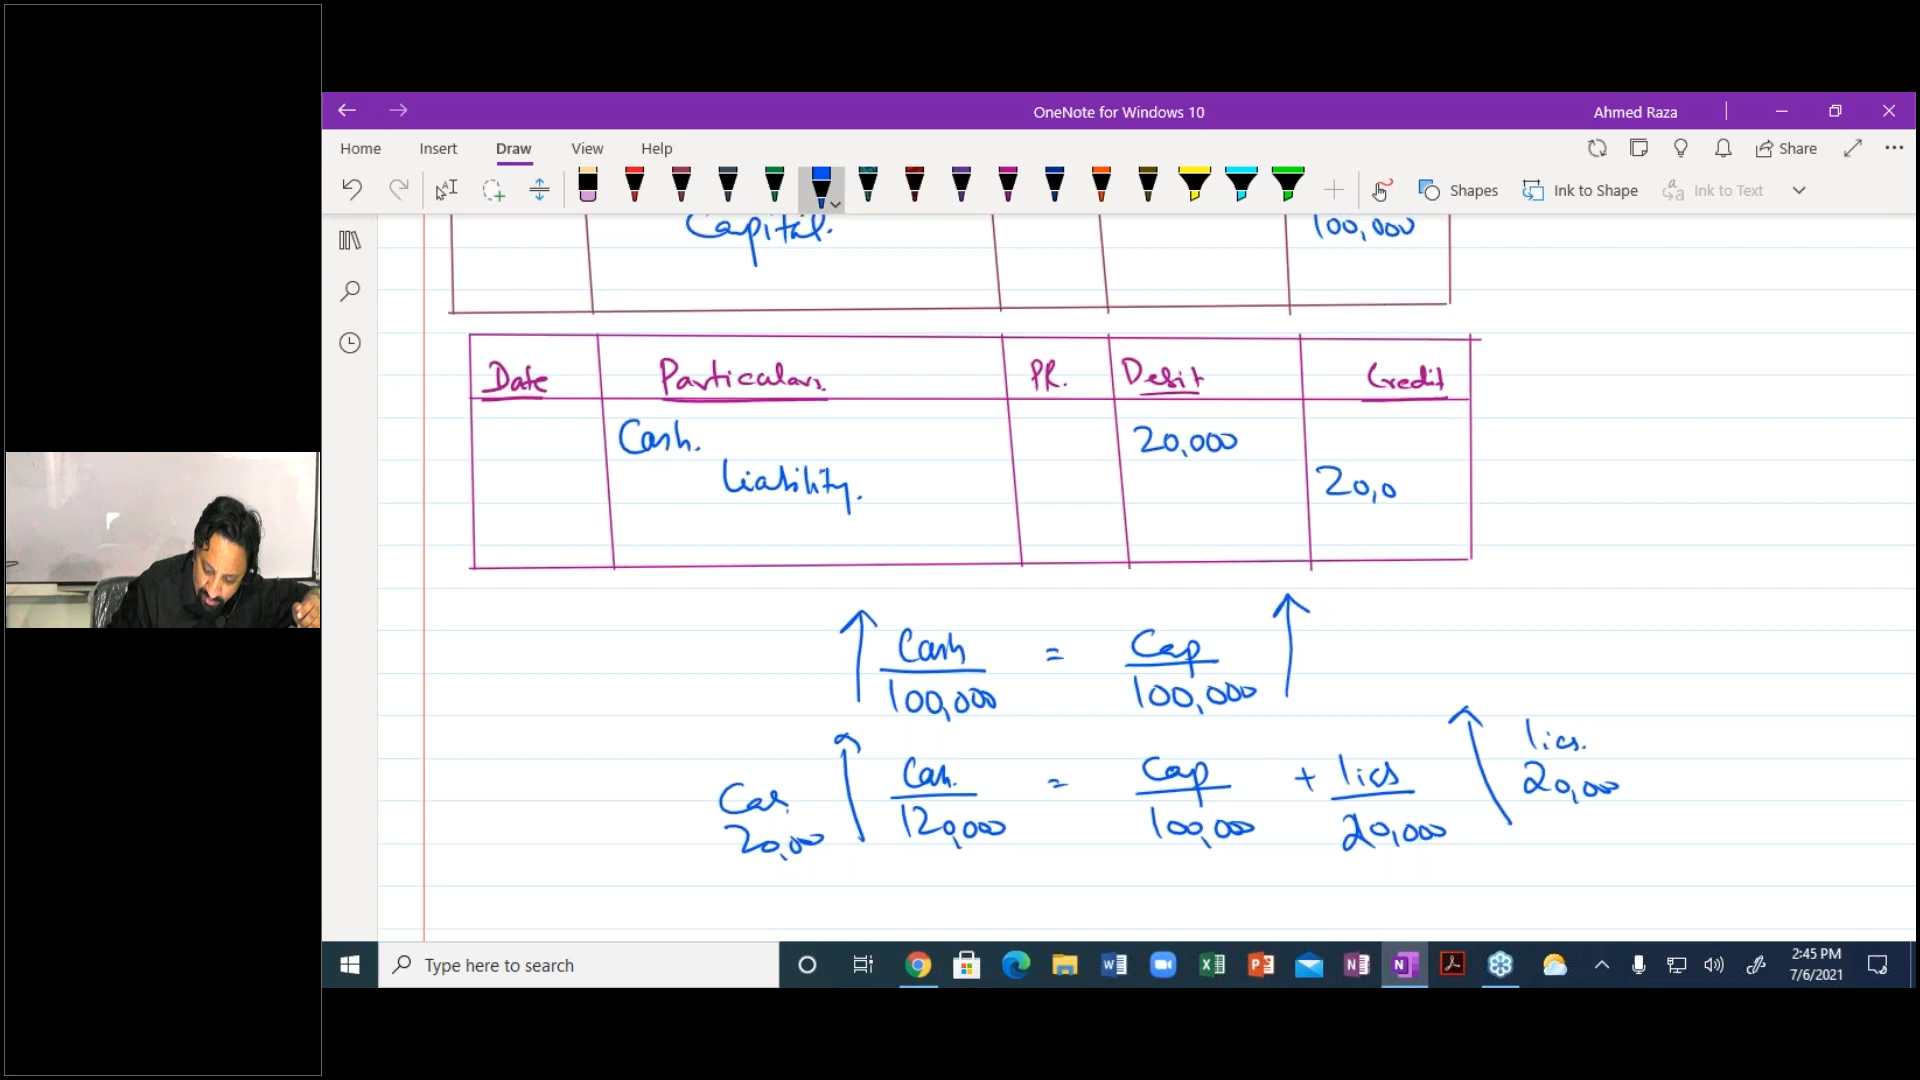 OneNote for Windows 10
Ahmed Raza
Home Insert Draw View Help
Share
Shapes Ink to Shape Ink to Text
Capital. 100,000
Date Particulars. PR. Debit Credit
Cash. 20,000
Liability. 20,0
Cash = Cap
100,000 100,000
Cash. = Cap + lies
120,000 100,000 20,000
lies.
20,000
Cas.
20,000
Type here to search
2:45 PM
7/6/2021